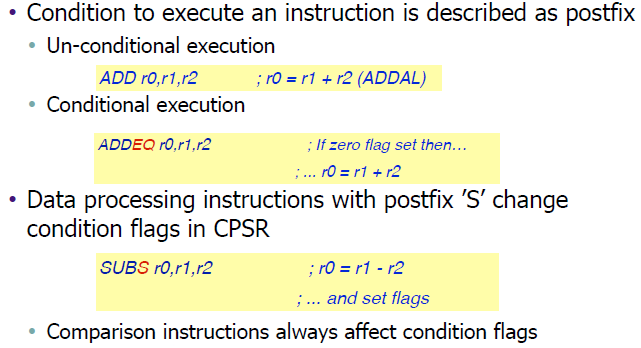 • Condition to execute an instruction is described as postfix
• Un-conditional execution
ADD r0,r1,r2 ; r0 = r1 + r2 (ADDAL)
• Conditional execution
ADDEQ r0,r1,r2 ; If zero flag set then…
; ... r0 = r1 + r2
• Data processing instructions with postfix ’S’ change
condition flags in CPSR
SUBS r0,r1,r2 ; r0 = r1 - r2
; ... and set flags
• Comparison instructions always affect condition flags